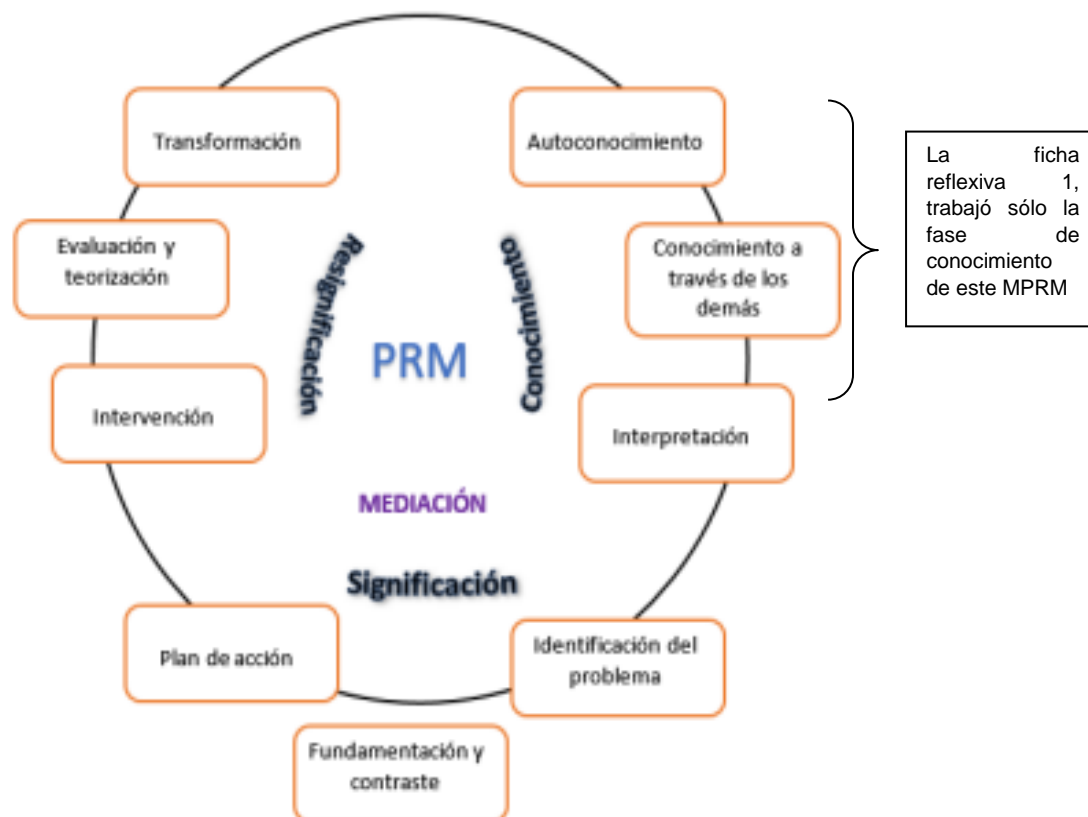 Transformación
Autoconocimiento
La ficha
reflexiva 1,
trabajó sólo la
fase de
conocimiento
de este MPRM
Evaluación y
teorización
Conocimiento a
través de los
demás
Resignificación
Conocimiento
PRM
Intervención
Interpretación
MEDIACIÓN
Significación
Plan de acción
Identificación del
problema
Fundamentación y
contraste